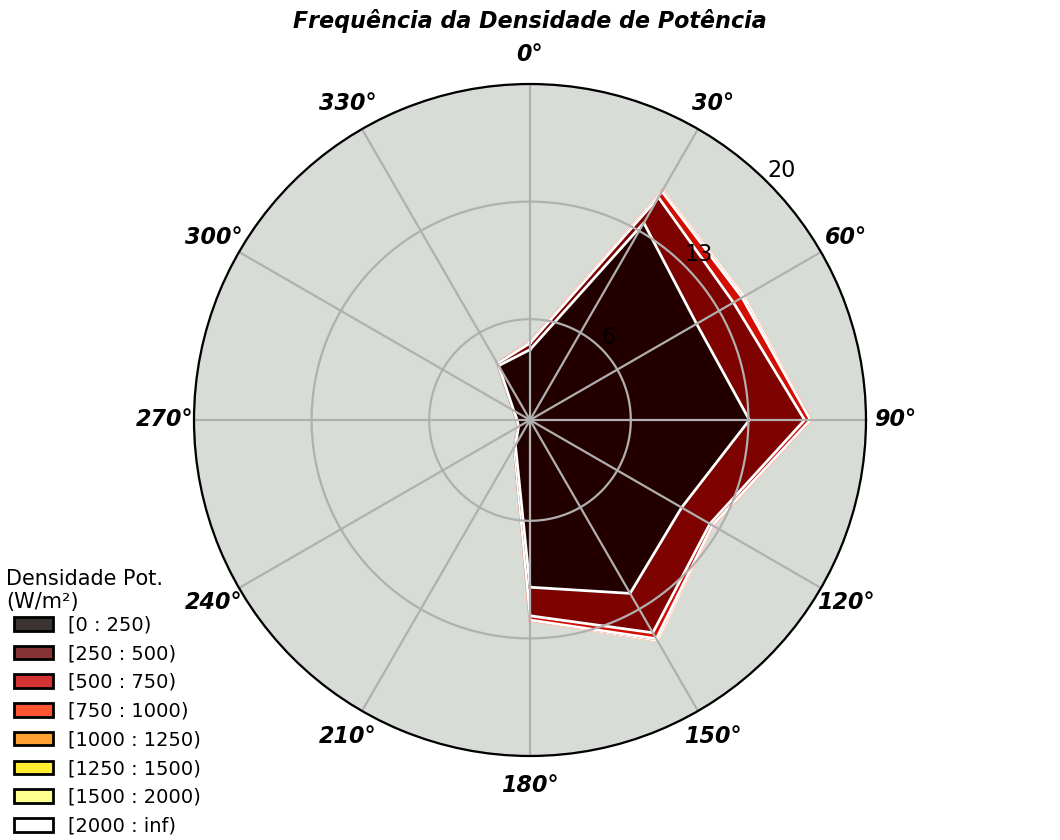 Frequência da Densidade de Potência
0°
30°
60°
90°
120°
150°
180°
210°
240°
270°
300°
330°
6
13
20
Densidade Pot.
(W/m²)
[0 : 250)
[250 : 500)
[500 : 750)
[750 : 1000)
[1000 : 1250)
[1250 : 1500)
[1500 : 2000)
[2000 : inf)